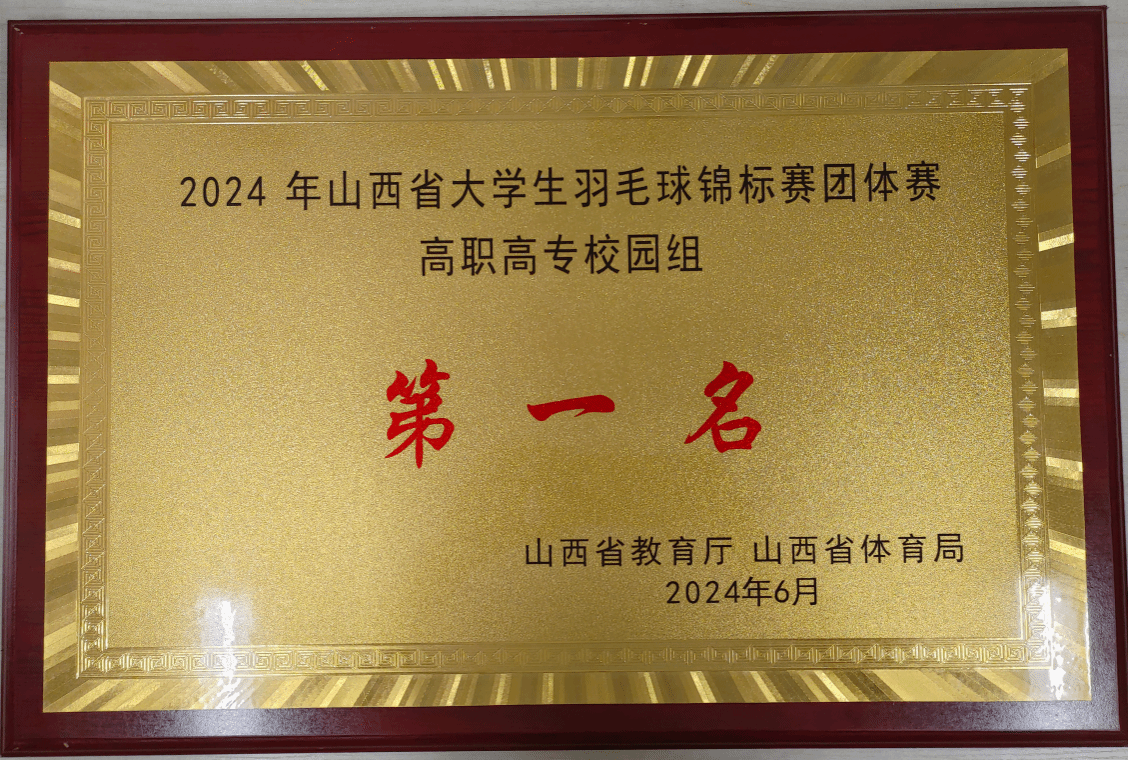 2024 年山西省大学生羽毛球锦标赛团体赛
高职高专校园组
第一名
山西省教育厅 山西省体育局
2024年6月